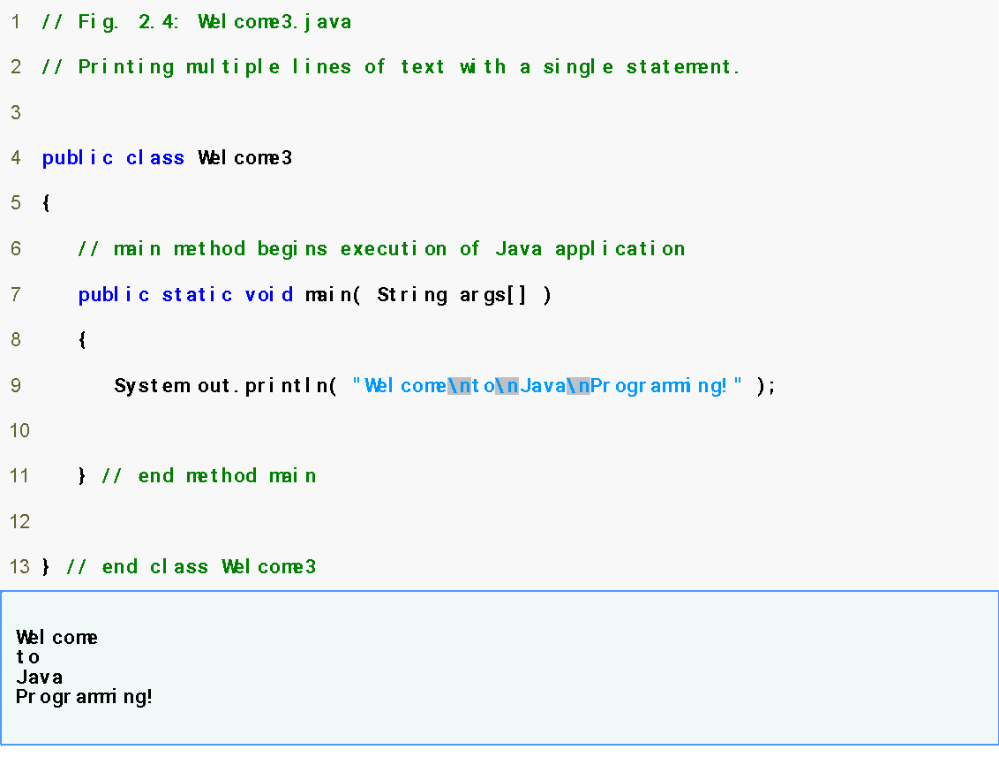 1 // Fig. 2.4: Welcome3.java
2 // Printing multiple lines of text with a single statement.
3
4 public class Welcome3
5 {
6    // main method begins execution of Java application
7    public static void main( String args[] )
8    {
9       System.out.println( "Welcome\nto\nJava\nProgramming!" );
10
11    } // end method main
12
13 } // end class Welcome3
Welcome
to
Java
Programming!